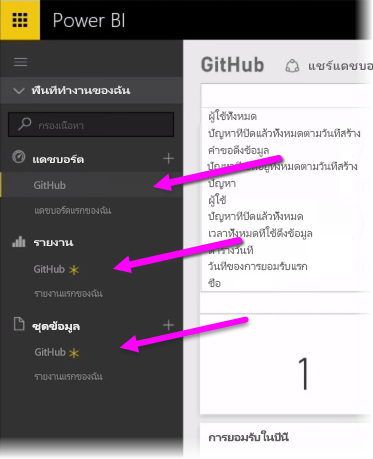 Power BI
GitHub
แชร์แดชบอ
พื้นที่ทำงานของฉัน
กรองเนื้อหา
แดชบอร์ด
GitHub
แดชบอร์ดแรกของฉัน
รายงาน
GitHub
รายงานแรกของฉัน
ชุดข้อมูล
GitHub
รายงานแรกของฉัน
ผู้ใช้ทั้งหมด
ปัญหาที่ปิดแล้วทั้งหมดตามวันที่สร้าง
คำขอดึงข้อมูล
ทั้งหมดตามวันที่สร้าง
ปัญหา
ผู้ใช้
ปัญหาที่ปิดแล้วทั้งหมด
เวลาทั้งหมดที่ใช้ดึงข้อมูล
ตารางวันที่
วันที่ของการยอมรับแรก
ชื่อ
1
การยอมรับในปีนี้